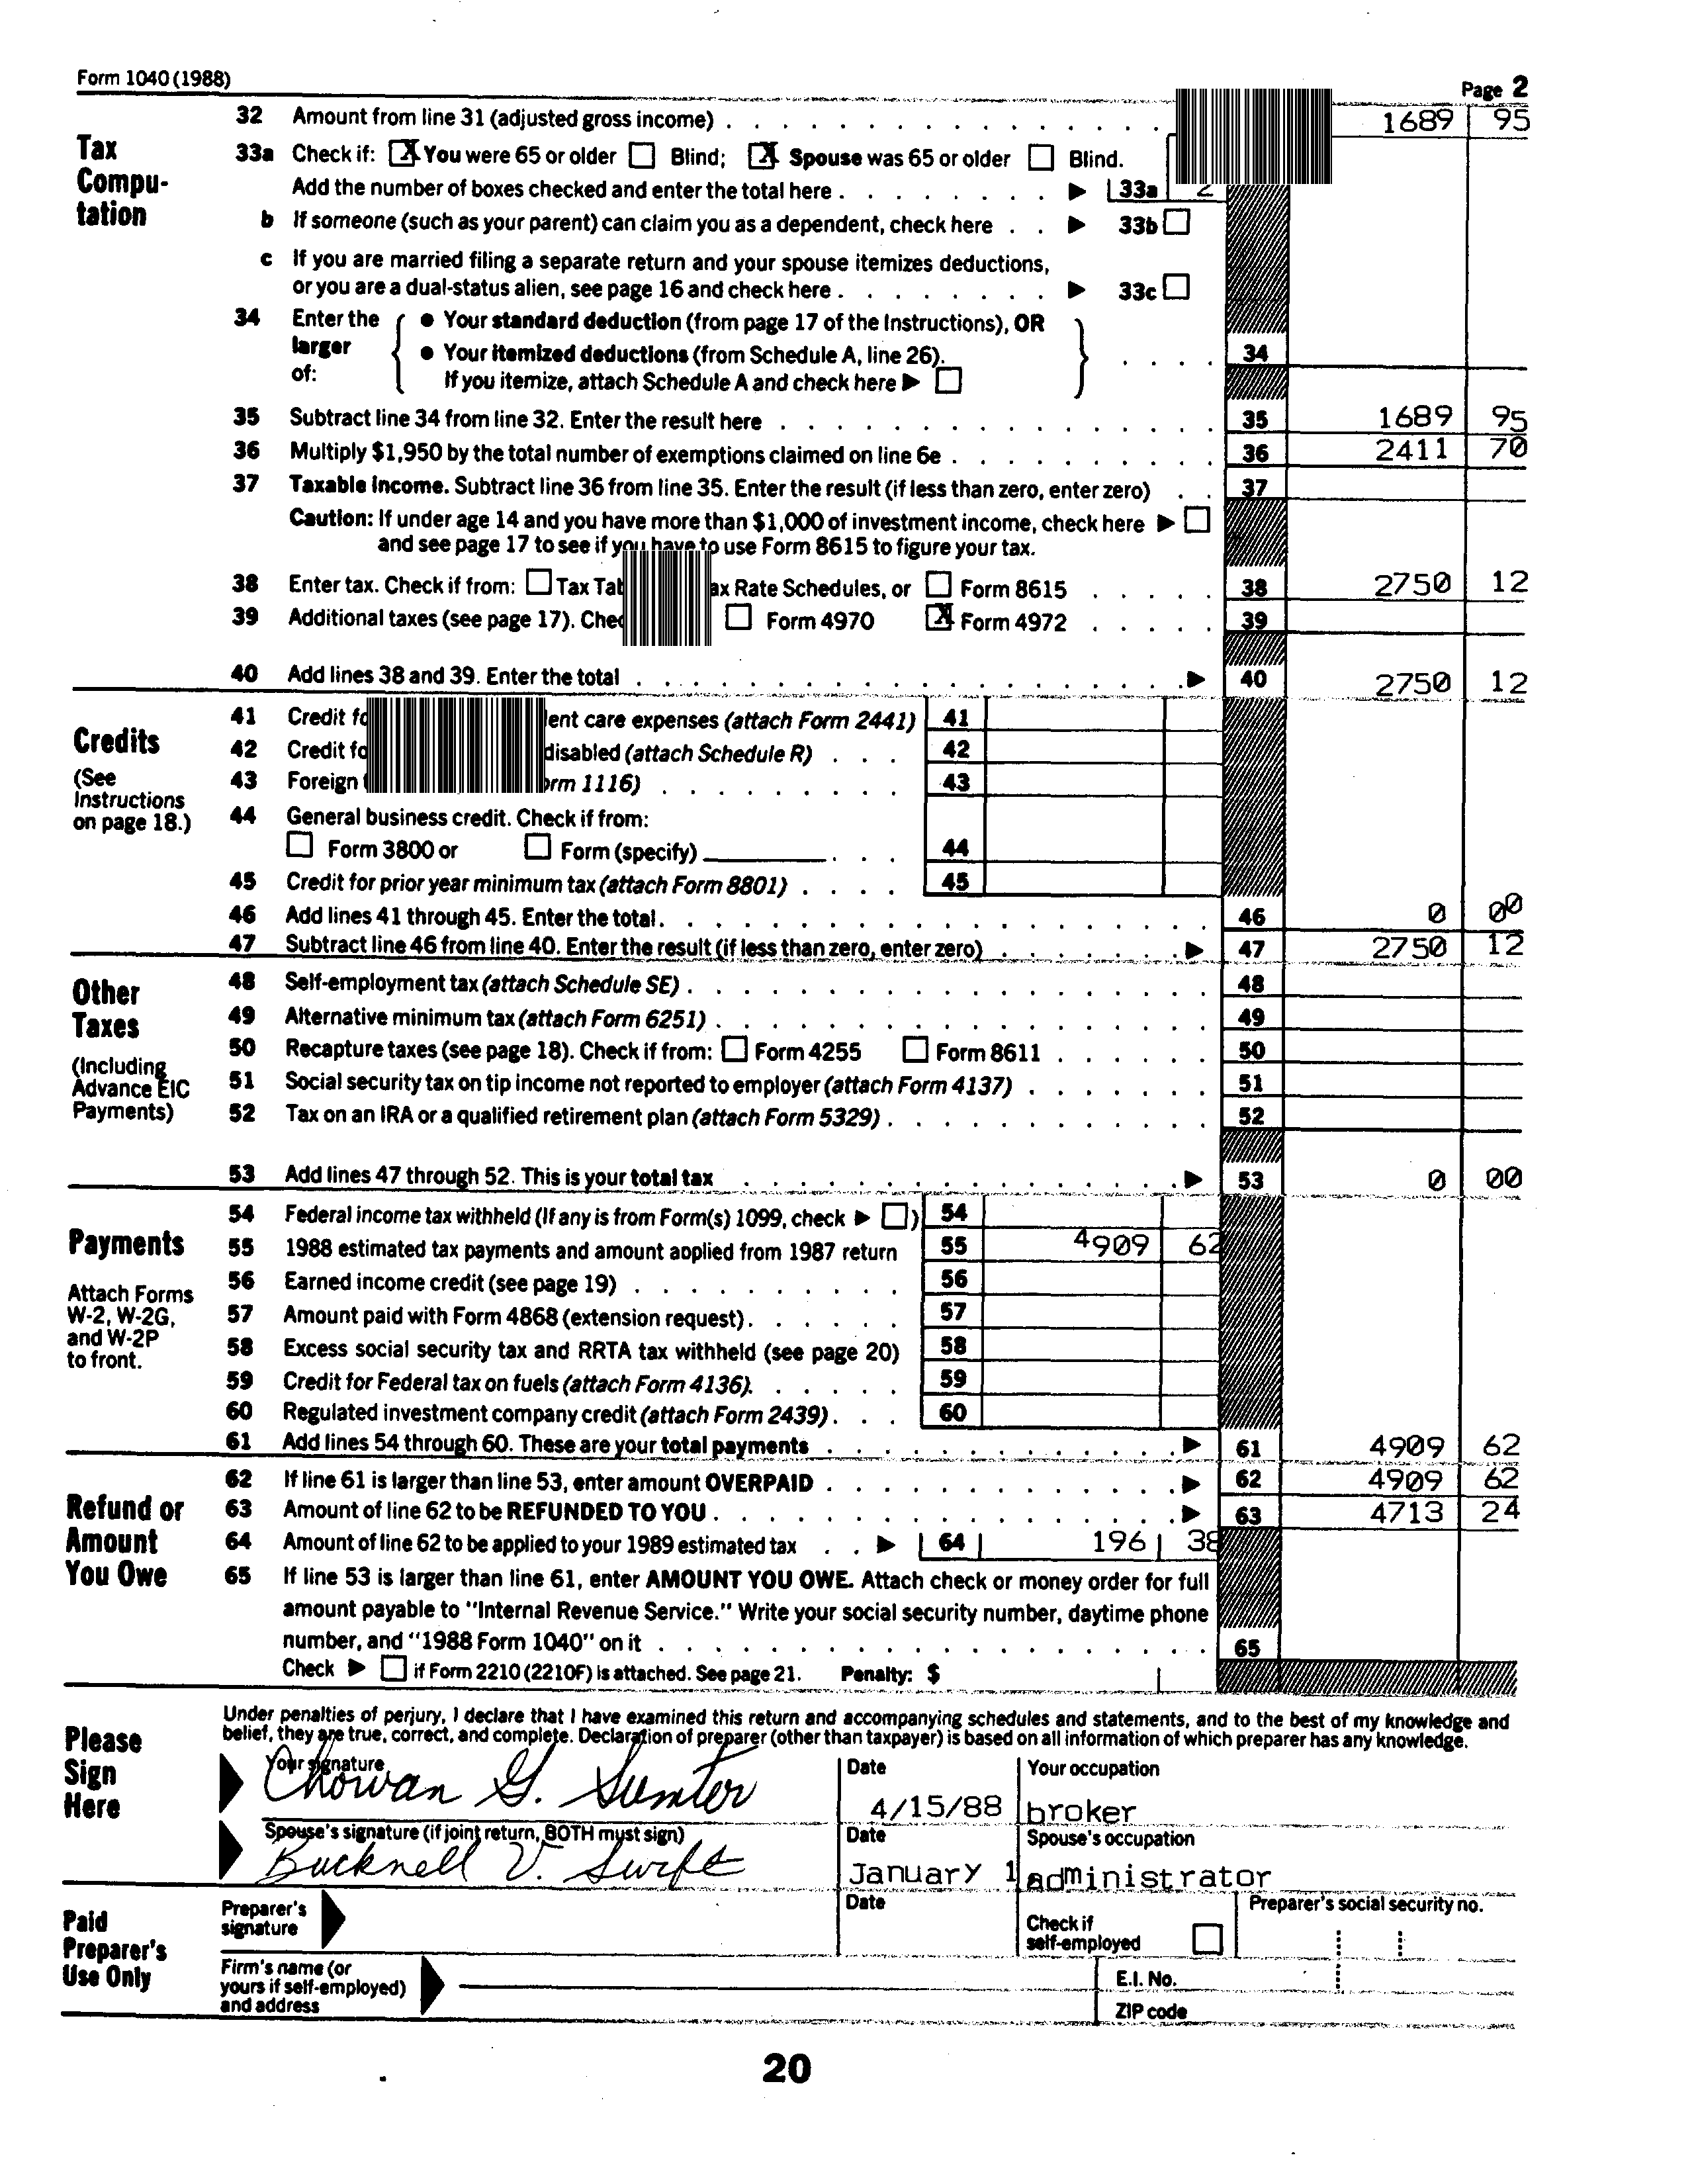 Form 1040 (1988)
Page 2
Tax Compu-tation
32 Amount from line 31 (adjusted gross income) 1689 95
33a Check if: X You were 65 or older Blind; X Spouse was 65 or older Blind.
Add the number of boxes checked and enter the total here ▶ 33a 2
b If someone (such as your parent) can claim you as a dependent, check here ▶ 33b
c If you are married filing a separate return and your spouse itemizes deductions,
or you are a dual-status alien, see page 16 and check here ▶ 33c
34 Enter the larger of:
● Your standard deduction (from page 17 of the Instructions), OR
● Your itemized deductions (from Schedule A, line 26).
If you itemize, attach Schedule A and check here ▶
34
35 Subtract line 34 from line 32. Enter the result here 35 1689 95
36 Multiply $1,950 by the total number of exemptions claimed on line 6e 36 2411 70
37 Taxable income. Subtract line 36 from line 35. Enter the result (if less than zero, enter zero) 37
Caution: If under age 14 and you have more than $1,000 of investment income, check here ▶
and see page 17 to see if you have to use Form 8615 to figure your tax.
38 Enter tax. Check if from: Tax Tab ax Rate Schedules, or Form 8615 38 2750 12
39 Additional taxes (see page 17). Chec Form 4970 X Form 4972 39
40 Add lines 38 and 39. Enter the total ▶ 40 2750 12
Credits
(See Instructions on page 18.)
41 Credit fo ent care expenses (attach Form 2441) 41
42 Credit fo disabled (attach Schedule R) 42
43 Foreign orm 1116) 43
44 General business credit. Check if from:
Form 3800 or Form (specify) 44
45 Credit for prior year minimum tax (attach Form 8801) 45
46 Add lines 41 through 45. Enter the total. 46 0 00
47 Subtract line 46 from line 40. Enter the result (if less than zero, enter zero) ▶ 47 2750 12
Other Taxes
(Including Advance EIC Payments)
48 Self-employment tax (attach Schedule SE) 48
49 Alternative minimum tax (attach Form 6251) 49
50 Recapture taxes (see page 18). Check if from: Form 4255 Form 8611 50
51 Social security tax on tip income not reported to employer (attach Form 4137) 51
52 Tax on an IRA or a qualified retirement plan (attach Form 5329) 52
53 Add lines 47 through 52. This is your total tax ▶ 53 0 00
Payments
Attach Forms W-2, W-2G, and W-2P to front.
54 Federal income tax withheld (If any is from Form(s) 1099, check ▶ ) 54
55 1988 estimated tax payments and amount applied from 1987 return 55 4909 62
56 Earned income credit (see page 19) 56
57 Amount paid with Form 4868 (extension request) 57
58 Excess social security tax and RRTA tax withheld (see page 20) 58
59 Credit for Federal tax on fuels (attach Form 4136). 59
60 Regulated investment company credit (attach Form 2439) 60
61 Add lines 54 through 60. These are your total payments ▶ 61 4909 62
Refund or Amount You Owe
62 If line 61 is larger than line 53, enter amount OVERPAID ▶ 62 4909 62
63 Amount of line 62 to be REFUNDED TO YOU ▶ 63 4713 24
64 Amount of line 62 to be applied to your 1989 estimated tax ▶ 64 196 38
65 If line 53 is larger than line 61, enter AMOUNT YOU OWE. Attach check or money order for full
amount payable to "Internal Revenue Service." Write your social security number, daytime phone
number, and "1988 Form 1040" on it 65
Check ▶ if Form 2210 (2210F) is attached. See page 21. Penalty: $
Please Sign Here
Under penalties of perjury, I declare that I have examined this return and accompanying schedules and statements, and to the best of my knowledge and
belief, they are true, correct, and complete. Declaration of preparer (other than taxpayer) is based on all information of which preparer has any knowledge.
Your signature Date Your occupation
Chowan G. Sumter 4/15/88 broker
Spouse's signature (if joint return, BOTH must sign) Date Spouse's occupation
Bucknell V. Swift January 1 administrator
Paid Preparer's Use Only
Preparer's signature Date Check if self-employed Preparer's social security no.
Firm's name (or yours if self-employed) and address
E.I. No.
ZIP code
20